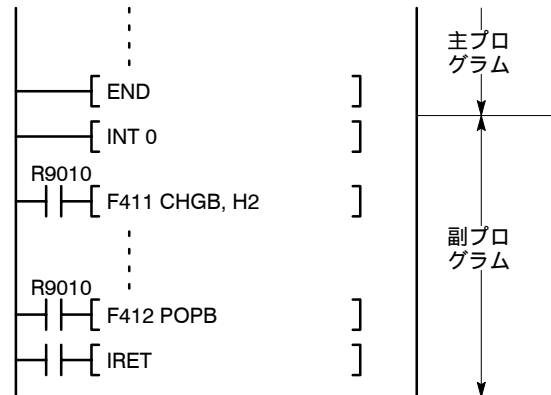 主プロ
グラム
END
INT 0
R9010
F411 CHGB, H2
副プロ
グラム
R9010
F412 POPB
IRET